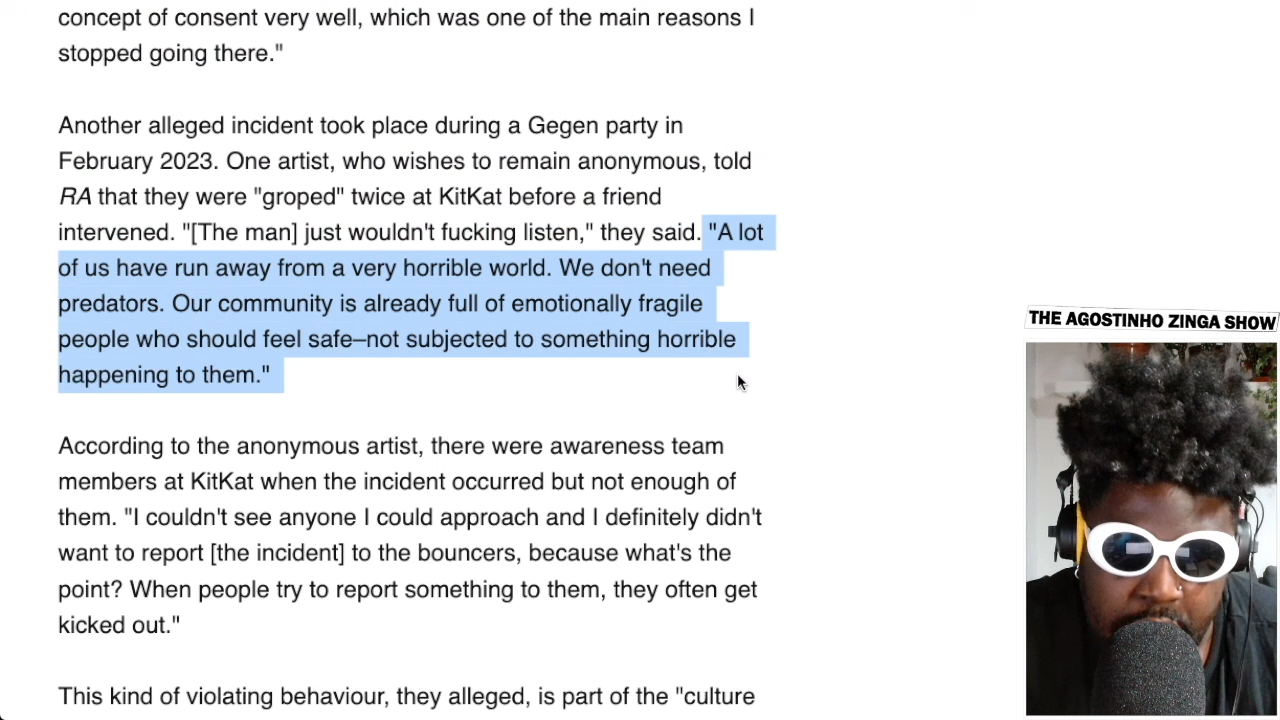 concept of consent very well, which was one of the main reasons I
stopped going there."
Another alleged incident took place during a Gegen party in
February 2023. One artist, who wishes to remain anonymous, told
RA that they were "groped" twice at KitKat before a friend
intervened. "[The man] just wouldn't fucking listen," they said. "A lot
of us have run away from a very horrible world. We don't need
predators. Our community is already full of emotionally fragile
people who should feel safe—not subjected to something horrible
happening to them."
According to the anonymous artist, there were awareness team
members at KitKat when the incident occurred but not enough of
them. "I couldn't see anyone I could approach and I definitely didn't
want to report [the incident] to the bouncers, because what's the
point? When people try to report something to them, they often get
kicked out."
This kind of violating behaviour, they alleged, is part of the "culture
THE AGOSTINHO ZINGA SHOW